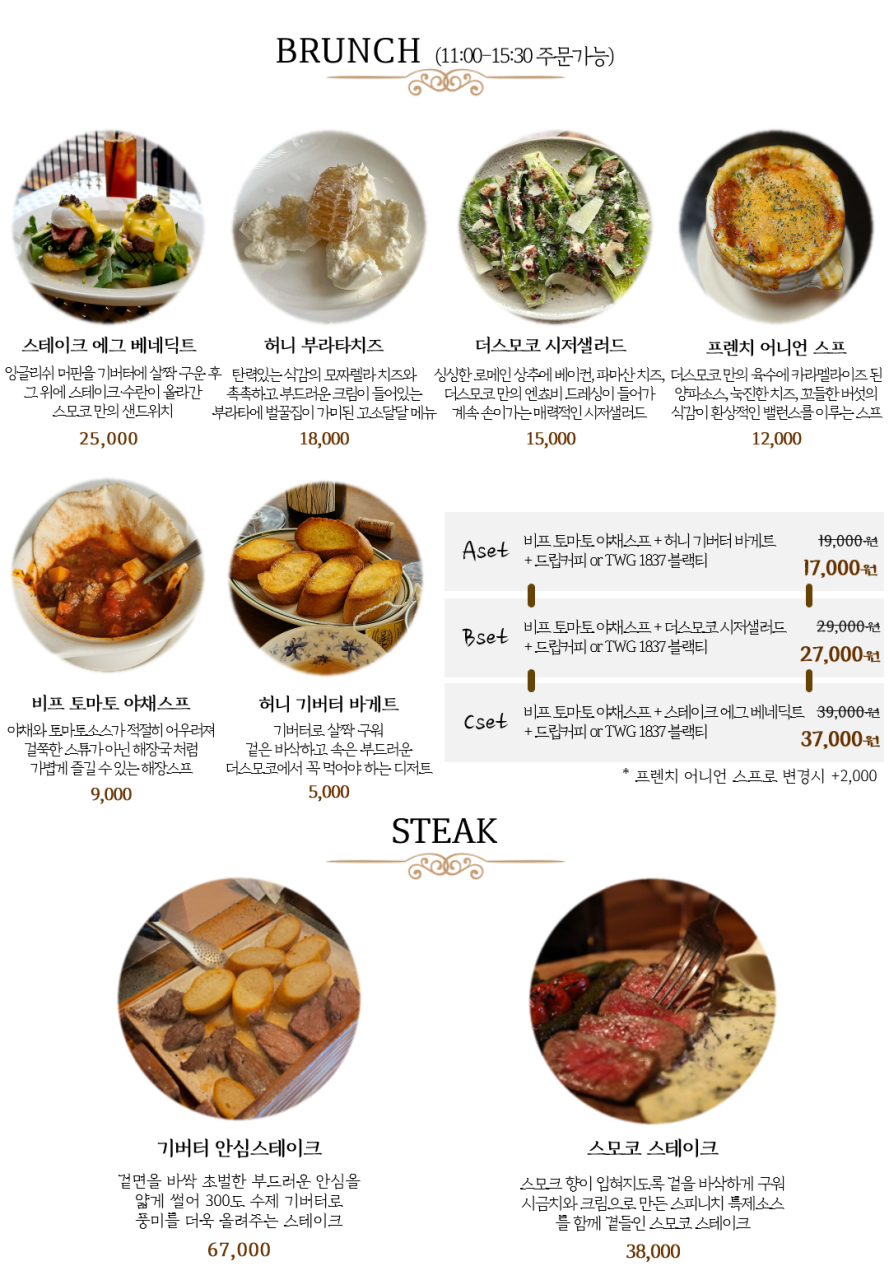 BRUNCH (11:00-15:30 주문가능)
스테이크 에그 베네딕트
잉글리쉬 머판을 기버터에 살짝 구운 후
그 위에 스테이크·수란이 올라간
스모코 만의 샌드위치
25,000
허니 부라타치즈
탄력있는 식감의 모짜렐라 치즈와
촉촉하고 부드러운 크림이 들어있는
부라타에 벌꿀집이 가미된 고소달달 메뉴
18,000
더스모코 시저샐러드
싱싱한 로메인 상추에 베이컨, 파마산 치즈,
더스모코 만의 엔쵸비 드레싱이 들어가
계속 손이가는 매력적인 시저샐러드
15,000
프렌치 어니언 스프
더스모코 만의 육수에 카라멜라이즈 된
양파소스, 눅진한 치즈, 꼬들한 버섯의
식감이 환상적인 밸런스를 이루는 스프
12,000
비프 토마토 야채스프
야채와 토마토소스가 적절히 어우러져
걸쭉한 스튜가 아닌 해장국 처럼
가볍게 즐길 수 있는 해장스프
9,000
허니 기버터 바게트
기버터로 살짝 구워
겉은 바삭하고 속은 부드러운
더스모코에서 꼭 먹어야 하는 디저트
5,000
Aset 비프 토마토 야채스프 + 허니 기버터 바게트 19,000원
+ 드립커피 or TWG 1837 블랙티 17,000원
Bset 비프 토마토 야채스프 + 더스모코 시저샐러드 29,000원
+ 드립커피 or TWG 1837 블랙티 27,000원
Cset 비프 토마토 야채스프 + 스테이크 에그 베네딕트 39,000원
+ 드립커피 or TWG 1837 블랙티 37,000원
* 프렌치 어니언 스프로 변경시 +2,000
STEAK
기버터 안심스테이크
겉면을 바싹 초벌한 부드러운 안심을
얇게 썰어 300도 수제 기버터로
풍미를 더욱 올려주는 스테이크
67,000
스모코 스테이크
스모크 향이 입혀지도록 겉을 바삭하게 구워
시금치와 크림으로 만든 스피니치 특제소스
를 함께 곁들인 스모코 스테이크
38,000